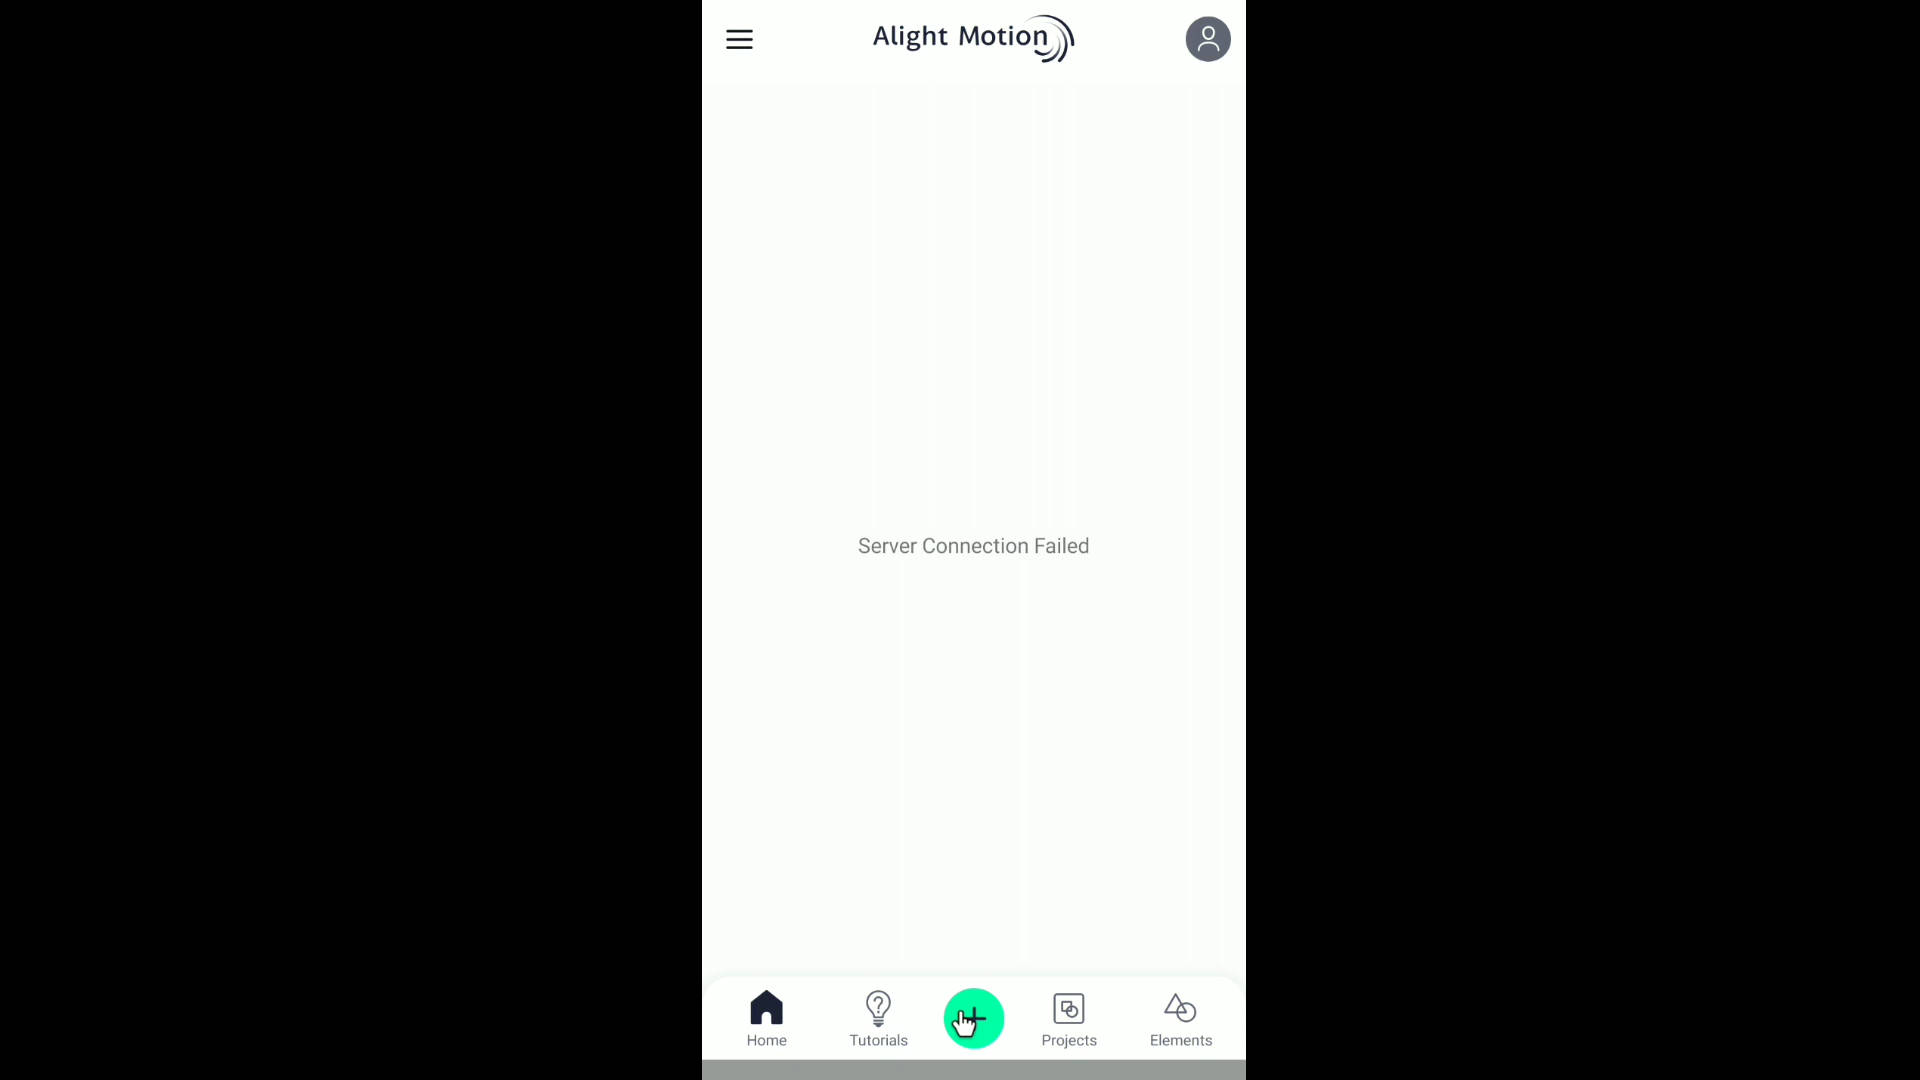 Alight Motion
Server Connection Failed
Home
Tutorials
Projects
Elements